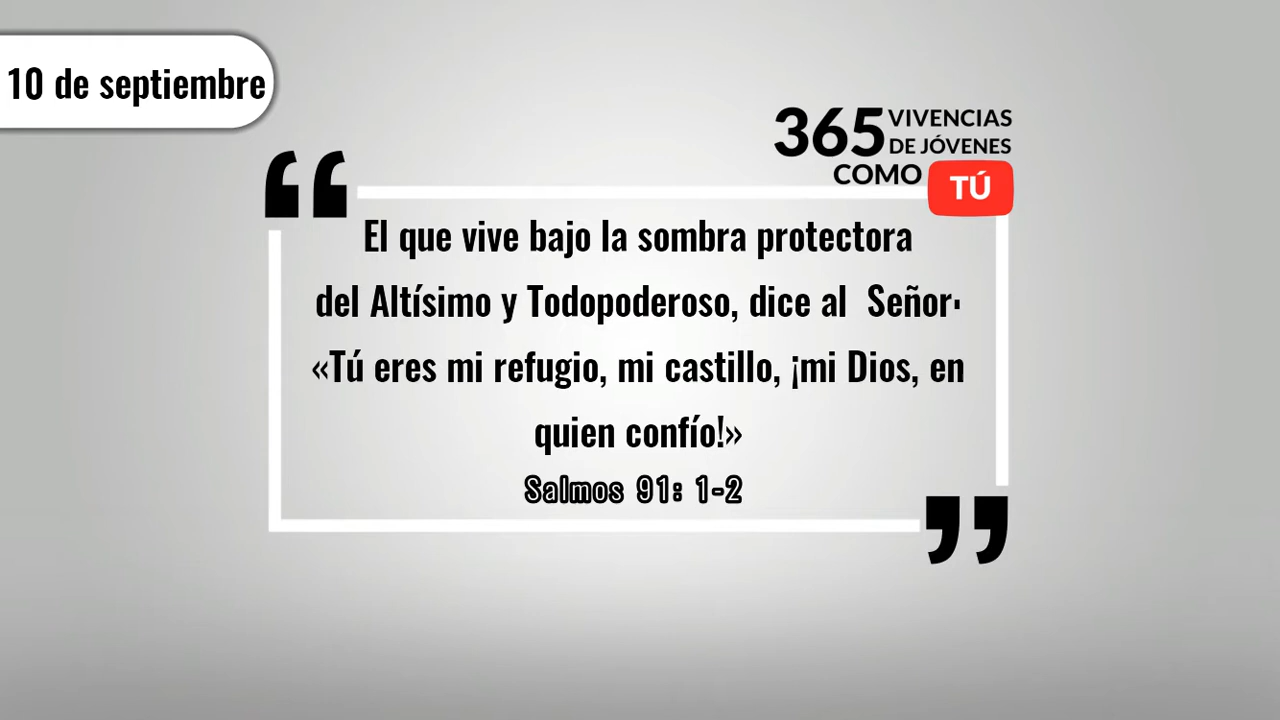 10 de septiembre
365 VIVENCIAS
DE JÓVENES
COMO TÚ
“
El que vive bajo la sombra protectora
del Altísimo y Todopoderoso, dice al Señor·
«Tú eres mi refugio, mi castillo, ¡mi Dios, en
quien confío!»
Salmos 91: 1-2
”